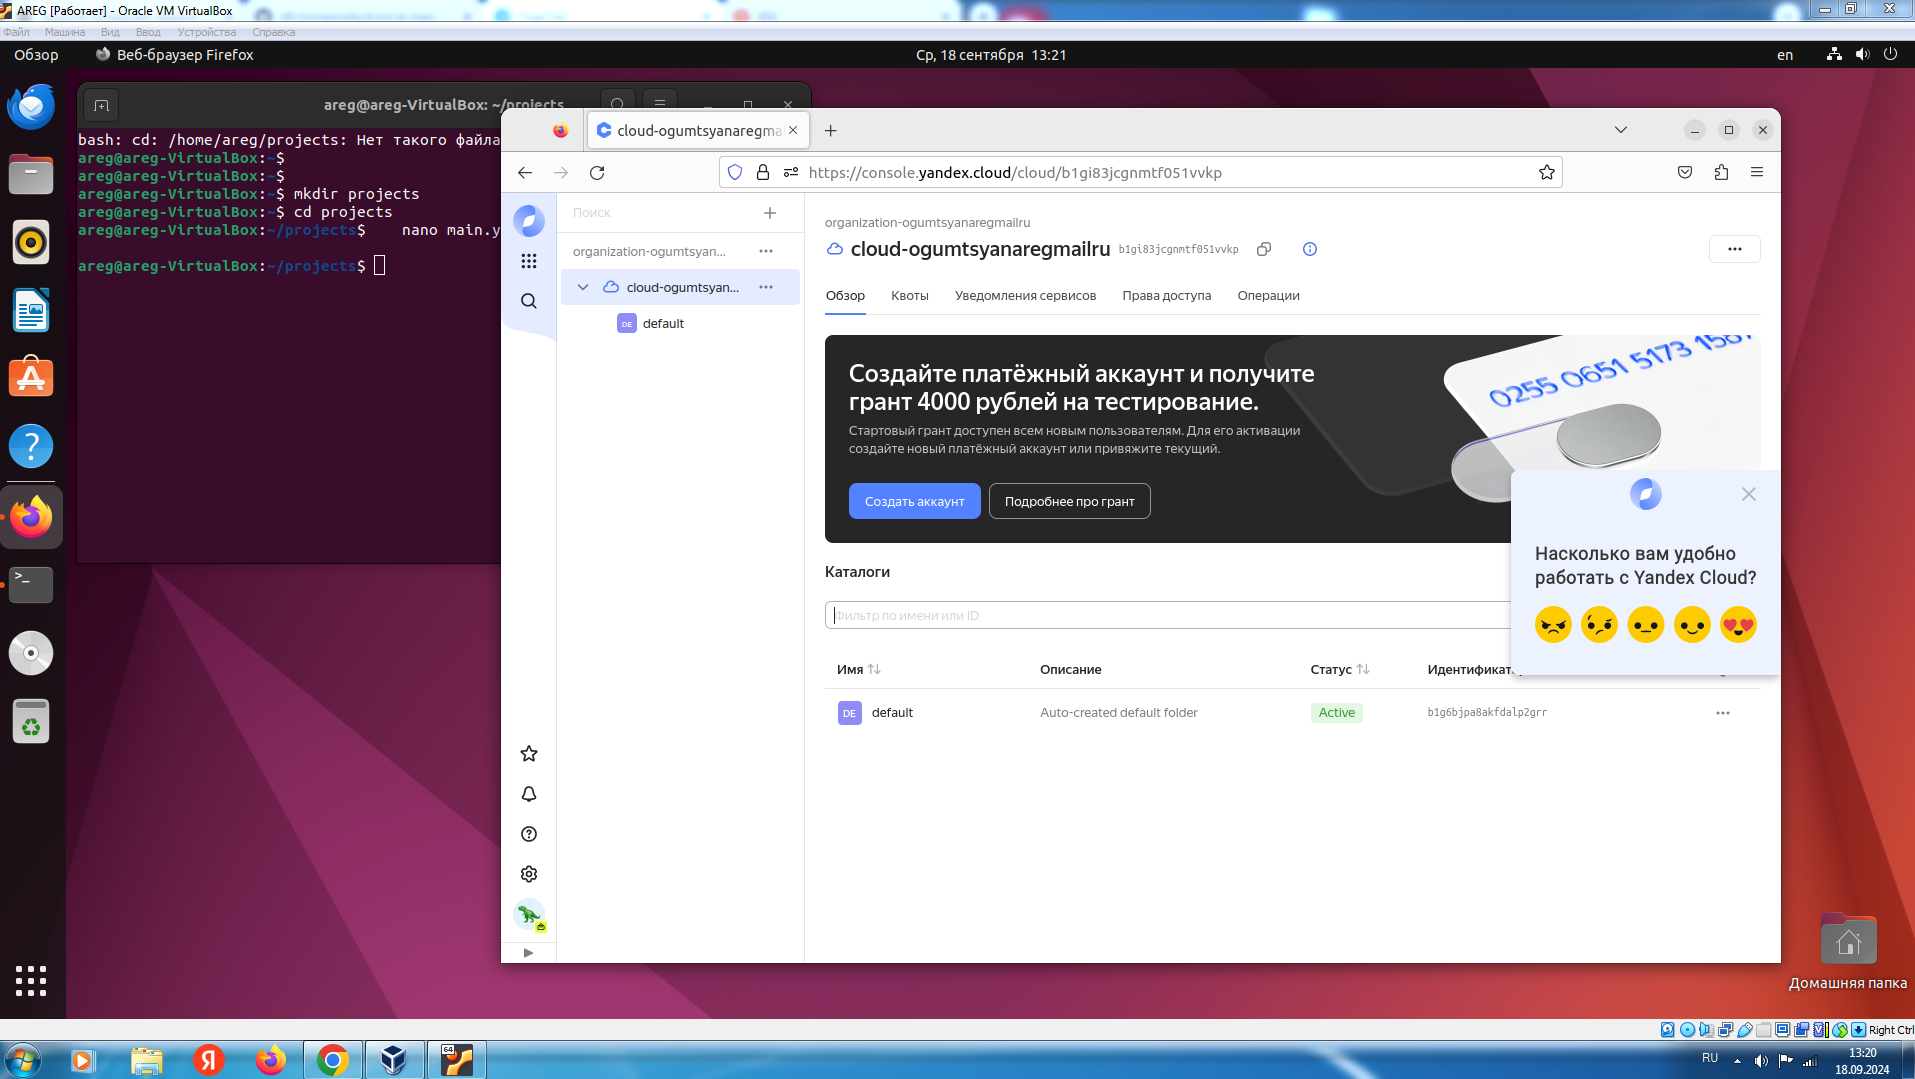 AREG [Работает] - Oracle VM VirtualBox
Файл Машина Вид Ввод Устройства Справка
Обзор Веб-браузер Firefox Ср, 18 сентября 13:21 en
areg@areg-VirtualBox: ~/projects
bash: cd: /home/areg/projects: Нет такого файла
areg@areg-VirtualBox:~$
areg@areg-VirtualBox:~$
areg@areg-VirtualBox:~$ mkdir projects
areg@areg-VirtualBox:~$ cd projects
areg@areg-VirtualBox:~/projects$ nano main.y
areg@areg-VirtualBox:~/projects$
cloud-ogumtsyanaregma
https://console.yandex.cloud/cloud/b1gi83jcgnmtf051vvkp
Поиск
organization-ogumtsyan...
cloud-ogumtsyan...
DE default
organization-ogumtsyanaregmailru
cloud-ogumtsyanaregmailru b1gi83jcgnmtf051vvkp
Обзор Квоты Уведомления сервисов Права доступа Операции
Создайте платёжный аккаунт и получите
грант 4000 рублей на тестирование.
Стартовый грант доступен всем новым пользователям. Для его активации
создайте новый платёжный аккаунт или привяжите текущий.
Создать аккаунт Подробнее про грант
0255 0651 5173 1587
Насколько вам удобно
работать с Yandex Cloud?
Каталоги
Фильтр по имени или ID
Имя Описание Статус Идентификат
DE default Auto-created default folder Active b1g6bjpa8akfdalp2grr
Домашняя папка
Right Ctrl
Я
64
RU
13:20
18.09.2024